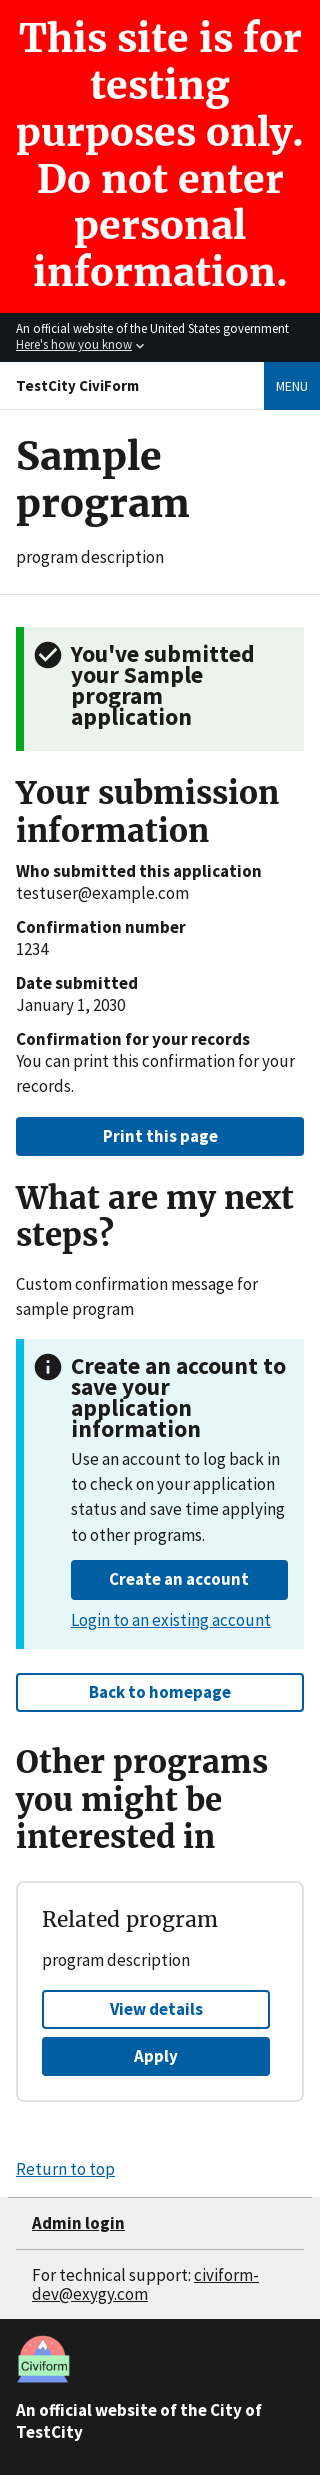 This site is for
testing
purposes only.
Do not enter
personal
information.
An official website of the United States government
Here's how you know
TestCity CiviForm
MENU
Sample
program
program description
You've submitted
your Sample
program
application
Your submission
information
Who submitted this application
testuser@example.com
Confirmation number
1234
Date submitted
January 1, 2030
Confirmation for your records
You can print this confirmation for your
records.
Print this page
What are my next
steps?
Custom confirmation message for
sample program
Create an account to
save your
application
information
Use an account to log back in
to check on your application
status and save time applying
to other programs.
Create an account
Login to an existing account
Back to homepage
Other programs
you might be
interested in
Related program
program description
View details
Apply
Return to top
Admin login
For technical support: civiform-
dev@exygy.com
Civiform
An official website of the City of
TestCity